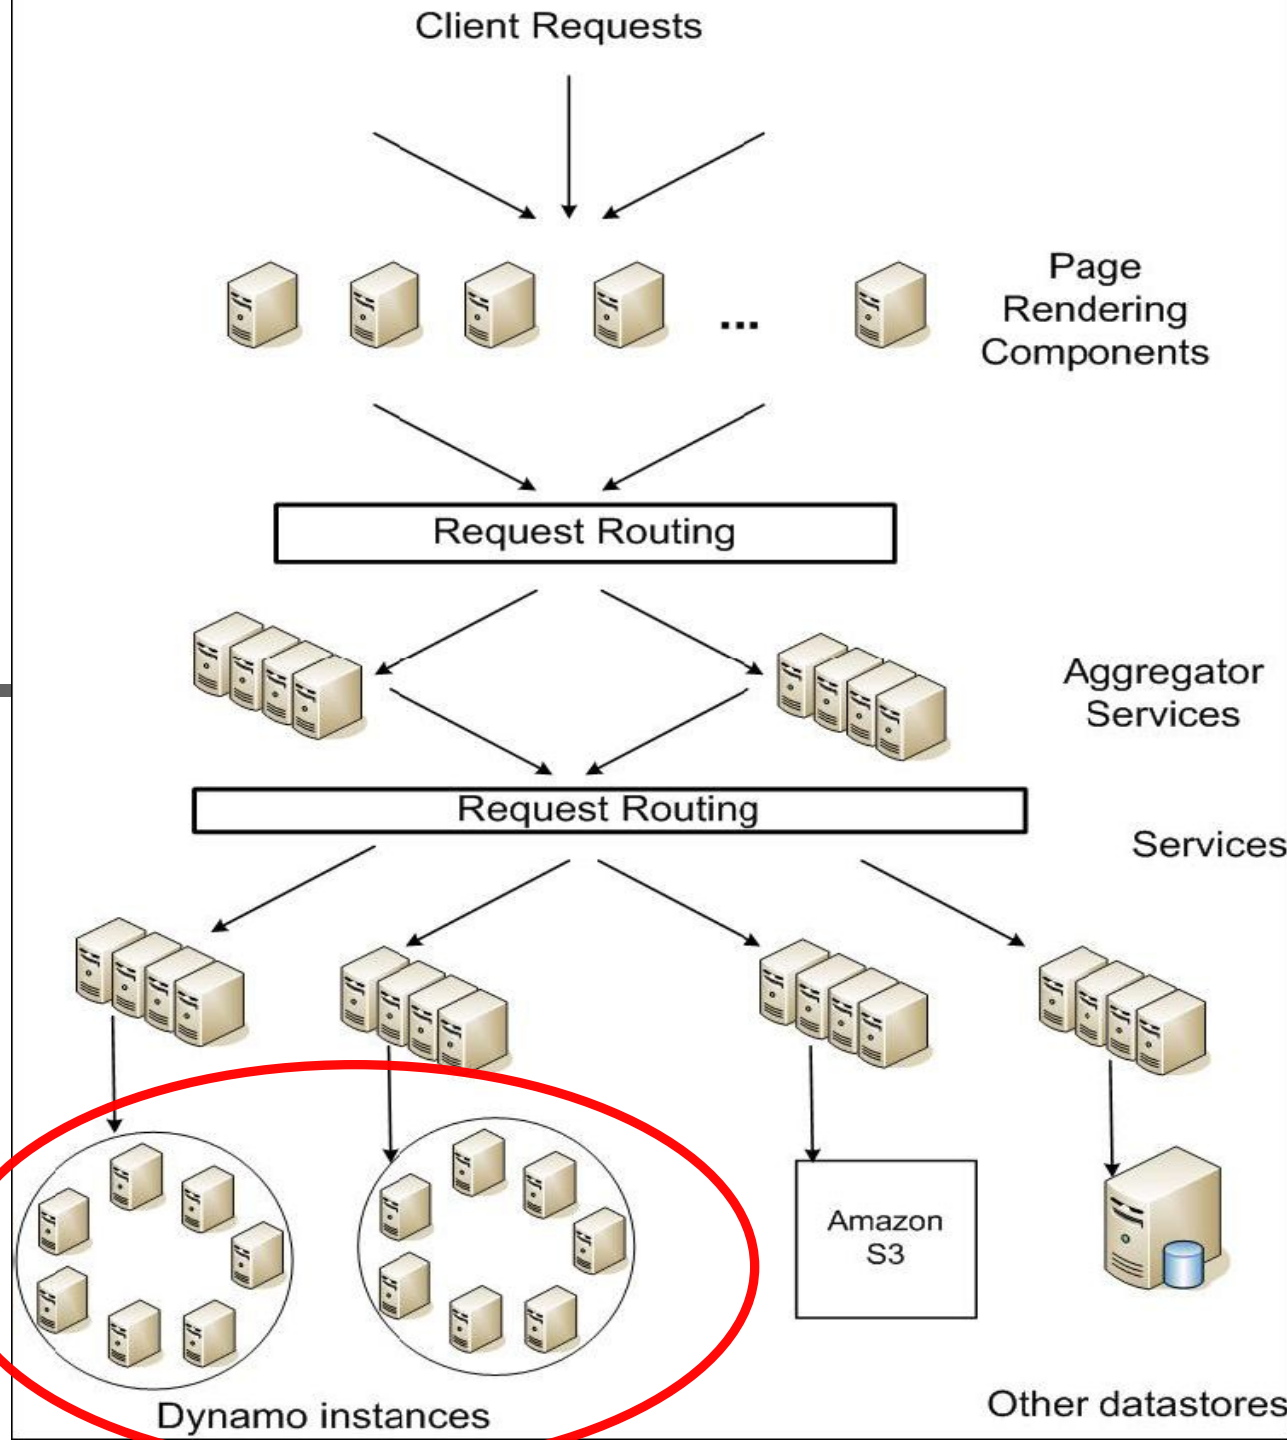 Client Requests
Page
Rendering
Components
...
Request Routing
Aggregator
Services
Request Routing
Services
Amazon
S3
Dynamo instances
Other datastores